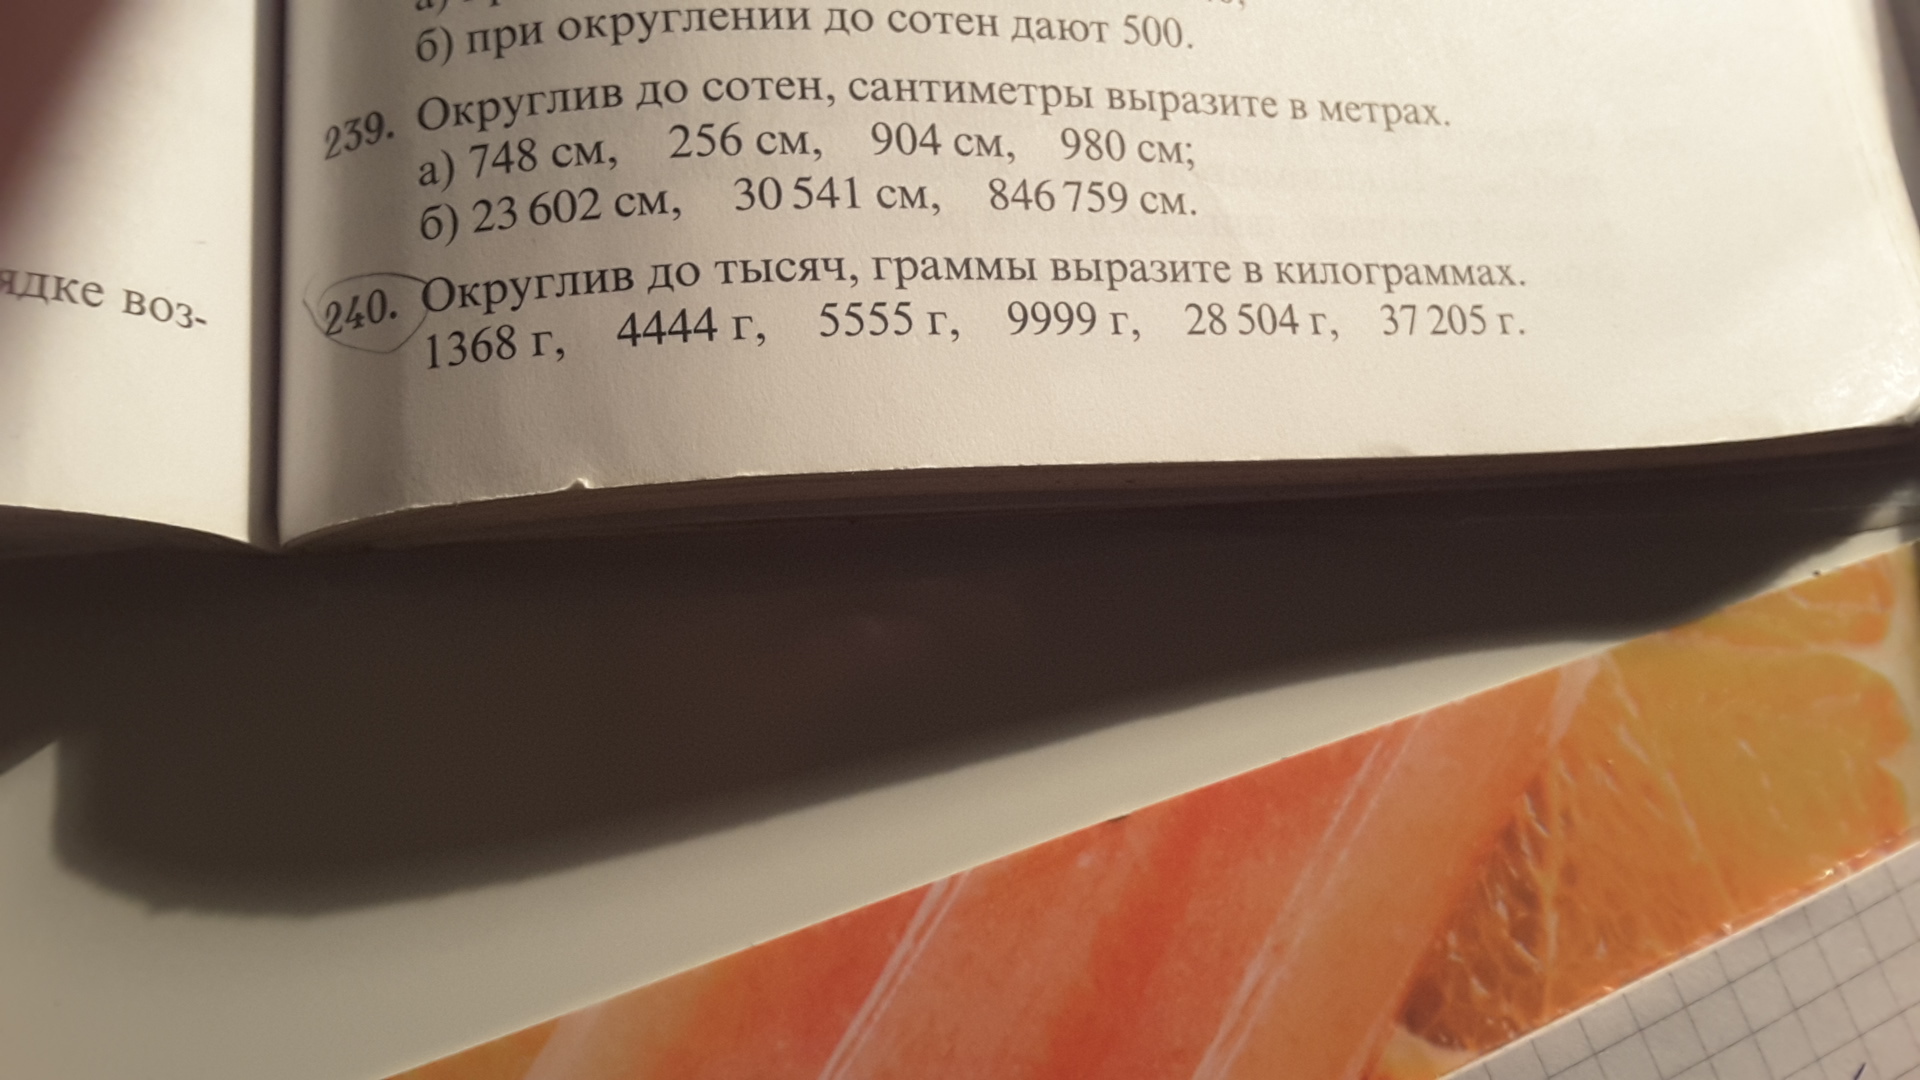 б) при округлении до сотен дают 500.
239. Округлив до сотен, сантиметры выразите в метрах.
а) 748 см, 256 см, 904 см, 980 см;
б) 23 602 см, 30 541 см, 846 759 см.
ядке воз-
240. Округлив до тысяч, граммы выразите в килограммах.
1368 г, 4444 г, 5555 г, 9999 г, 28 504 г, 37 205 г.